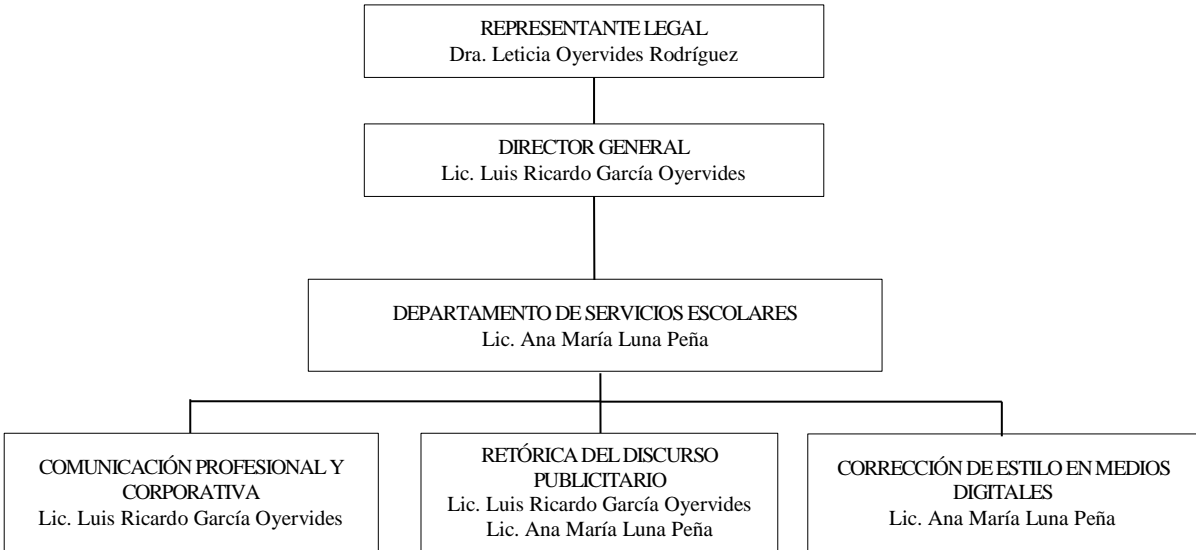 REPRESENTANTE LEGAL
Dra. Leticia Oyervides Rodríguez
DIRECTOR GENERAL
Lic. Luis Ricardo García Oyervides
DEPARTAMENTO DE SERVICIOS ESCOLARES
Lic. Ana María Luna Peña
COMUNICACIÓN PROFESIONAL Y
CORPORATIVA
Lic. Luis Ricardo García Oyervides
RETÓRICA DEL DISCURSO
PUBLICITARIO
Lic. Luis Ricardo García Oyervides
Lic. Ana María Luna Peña
CORRECCIÓN DE ESTILO EN MEDIOS
DIGITALES
Lic. Ana María Luna Peña